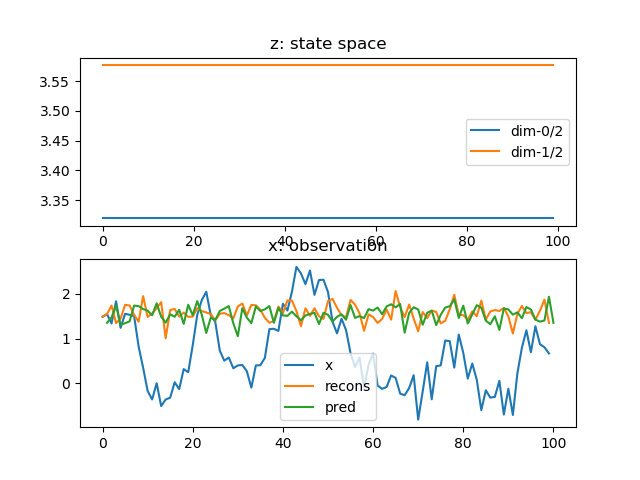 z: state space
3.55
3.50
3.45
3.40
3.35
dim-0/2
dim-1/2
0 20 40 60 80 100
x: observation
2
1
0
x
recons
pred
0 20 40 60 80 100